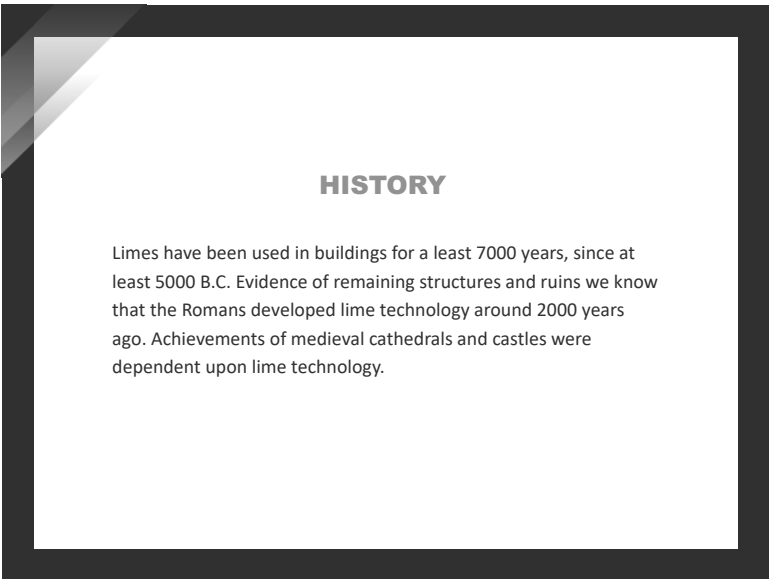 HISTORY
Limes have been used in buildings for a least 7000 years, since at
least 5000 B.C. Evidence of remaining structures and ruins we know
that the Romans developed lime technology around 2000 years
ago. Achievements of medieval cathedrals and castles were
dependent upon lime technology.